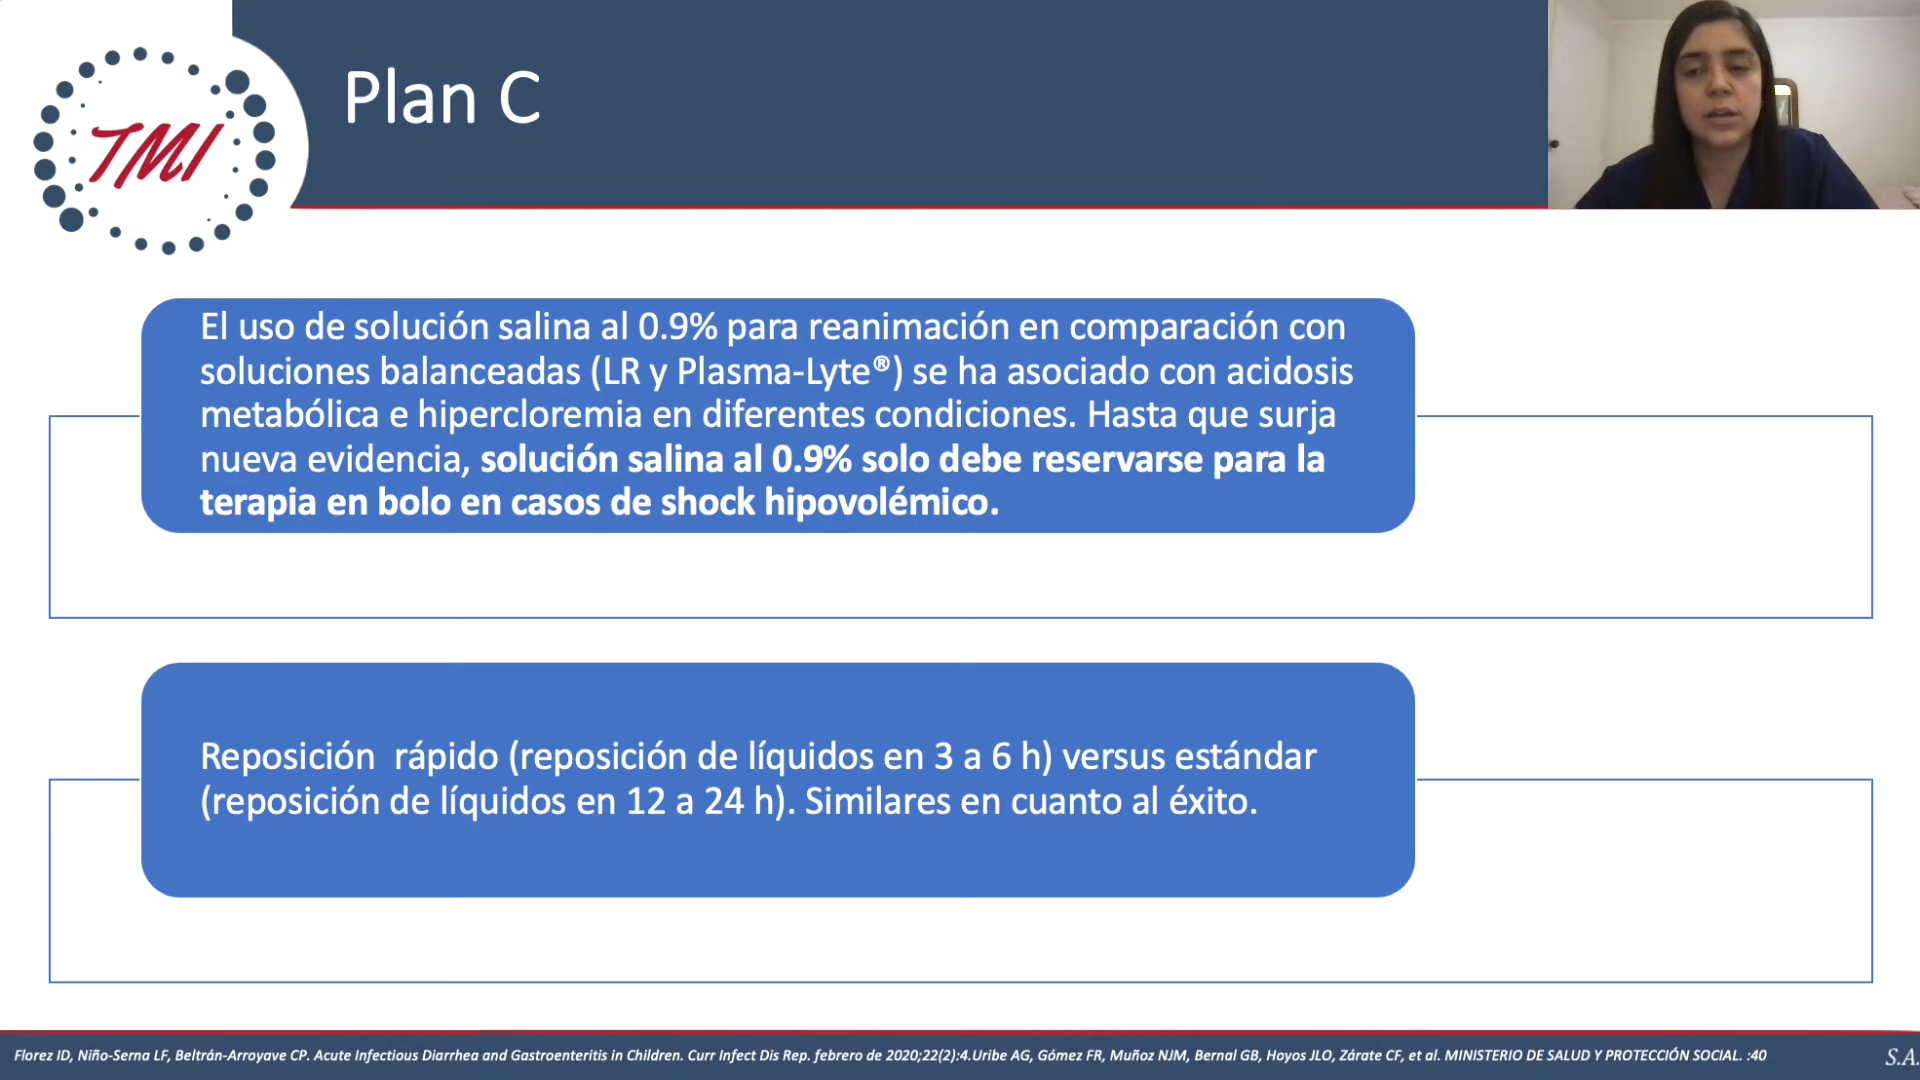 TMI
Plan C
El uso de solución salina al 0.9% para reanimación en comparación con
soluciones balanceadas (LR y Plasma-Lyte®) se ha asociado con acidosis
metabólica e hipercloremia en diferentes condiciones. Hasta que surja
nueva evidencia, solución salina al 0.9% solo debe reservarse para la
terapia en bolo en casos de shock hipovolémico.
Reposición  rápido (reposición de líquidos en 3 a 6 h) versus estándar
(reposición de líquidos en 12 a 24 h). Similares en cuanto al éxito.
Florez ID, Niño-Serna LF, Beltrán-Arroyave CP. Acute Infectious Diarrhea and Gastroenteritis in Children. Curr Infect Dis Rep. febrero de 2020;22(2):4.Uribe AG, Gómez FR, Muñoz NJM, Bernal GB, Hoyos JLO, Zárate CF, et al. MINISTERIO DE SALUD Y PROTECCIÓN SOCIAL. :40
S.A.